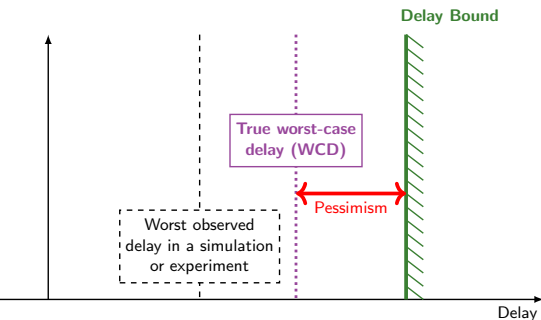 Delay Bound
True worst-case
delay (WCD)
Pessimism
Worst observed
delay in a simulation
or experiment
Delay